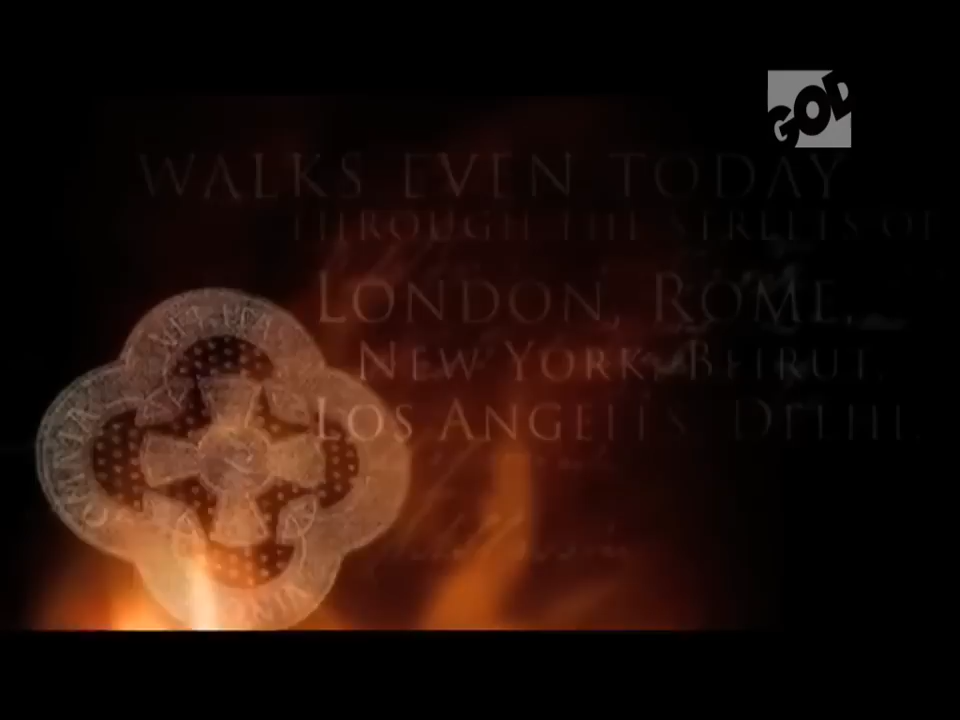 GOD
WALKS EVEN TODAY
THROUGH THE STREETS OF
LONDON, ROME,
NEW YORK, BEIRUT,
LOS ANGELES, DELHI.